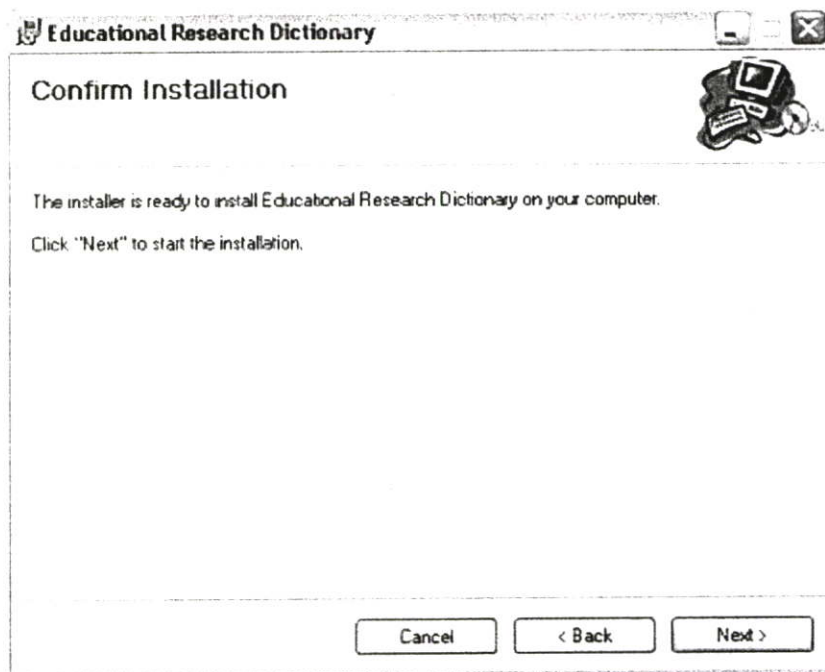 Educational Research Dictionary
Confirm Installation
The installer is ready to install Educational Research Dictionary on your computer.
Click "Next" to start the installation.
Cancel
< Back
Next >